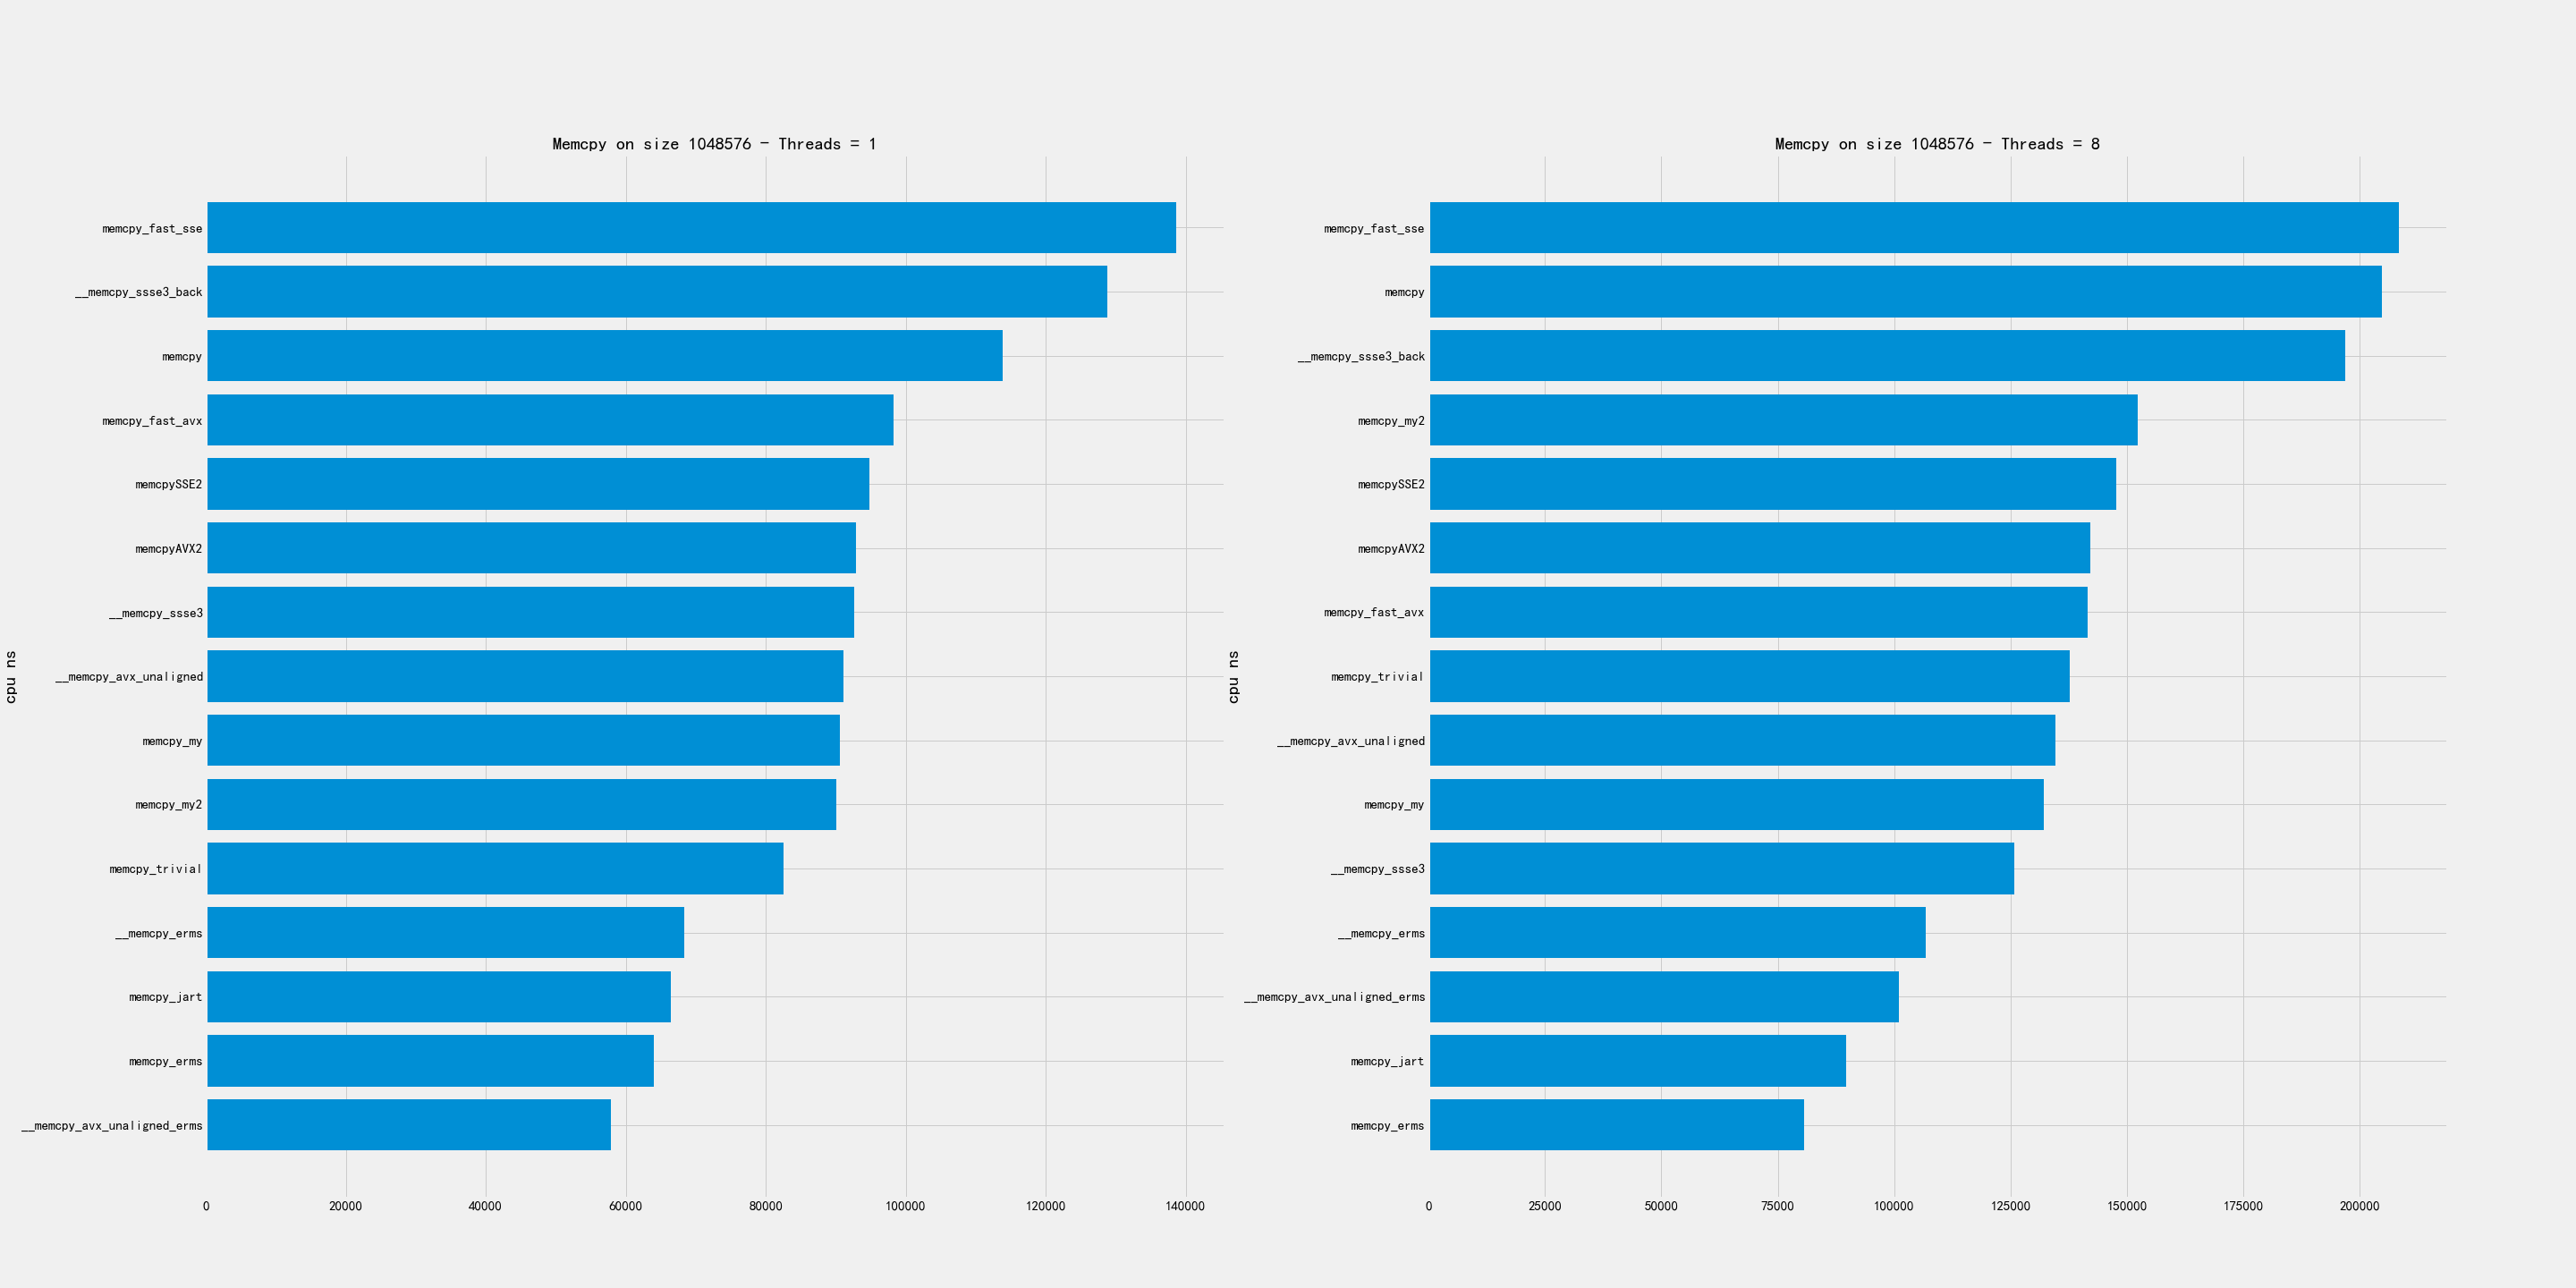 Memcpy on size 1048576 - Threads = 1
cpu ns
memcpy_fast_sse
__memcpy_ssse3_back
memcpy
memcpy_fast_avx
memcpySSE2
memcpyAVX2
__memcpy_ssse3
__memcpy_avx_unaligned
memcpy_my
memcpy_my2
memcpy_trivial
__memcpy_erms
memcpy_jart
memcpy_erms
__memcpy_avx_unaligned_erms
0 20000 40000 60000 80000 100000 120000 140000
Memcpy on size 1048576 - Threads = 8
cpu ns
memcpy_fast_sse
memcpy
__memcpy_ssse3_back
memcpy_my2
memcpySSE2
memcpyAVX2
memcpy_fast_avx
memcpy_trivial
__memcpy_avx_unaligned
memcpy_my
__memcpy_ssse3
__memcpy_erms
__memcpy_avx_unaligned_erms
memcpy_jart
memcpy_erms
0 25000 50000 75000 100000 125000 150000 175000 200000